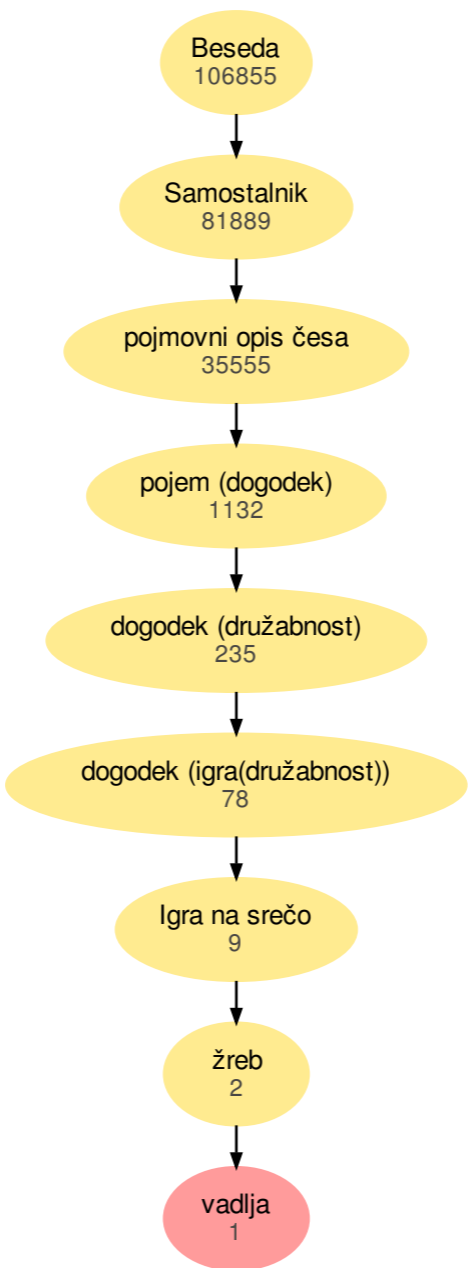 Beseda
106855
Samostalnik
81889
pojmovni opis česa
35555
pojem (dogodek)
1132
dogodek (družabnost)
235
dogodek (igra(družabnost))
78
Igra na srečo
9
žreb
2
vadlja
1